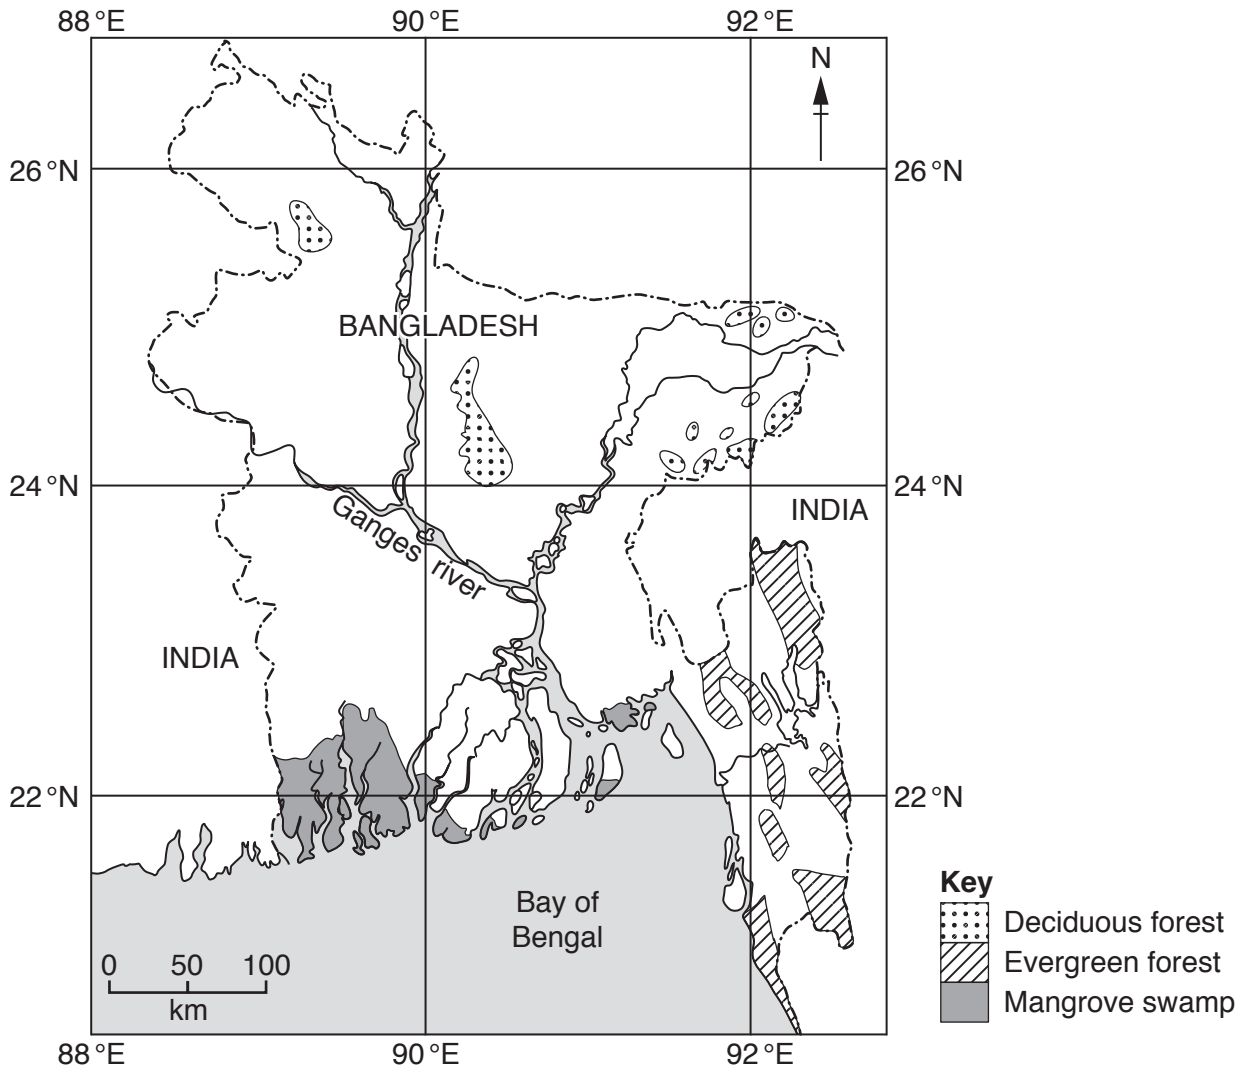 88 °E 90 °E 92 °E
N
26 °N 26 °N
BANGLADESH
24 °N 24 °N
INDIA
Ganges river
INDIA
22 °N 22 °N
Key
Deciduous forest
Evergreen forest
Mangrove swamp
Bay of
Bengal
0 50 100
km
88 °E 90 °E 92 °E